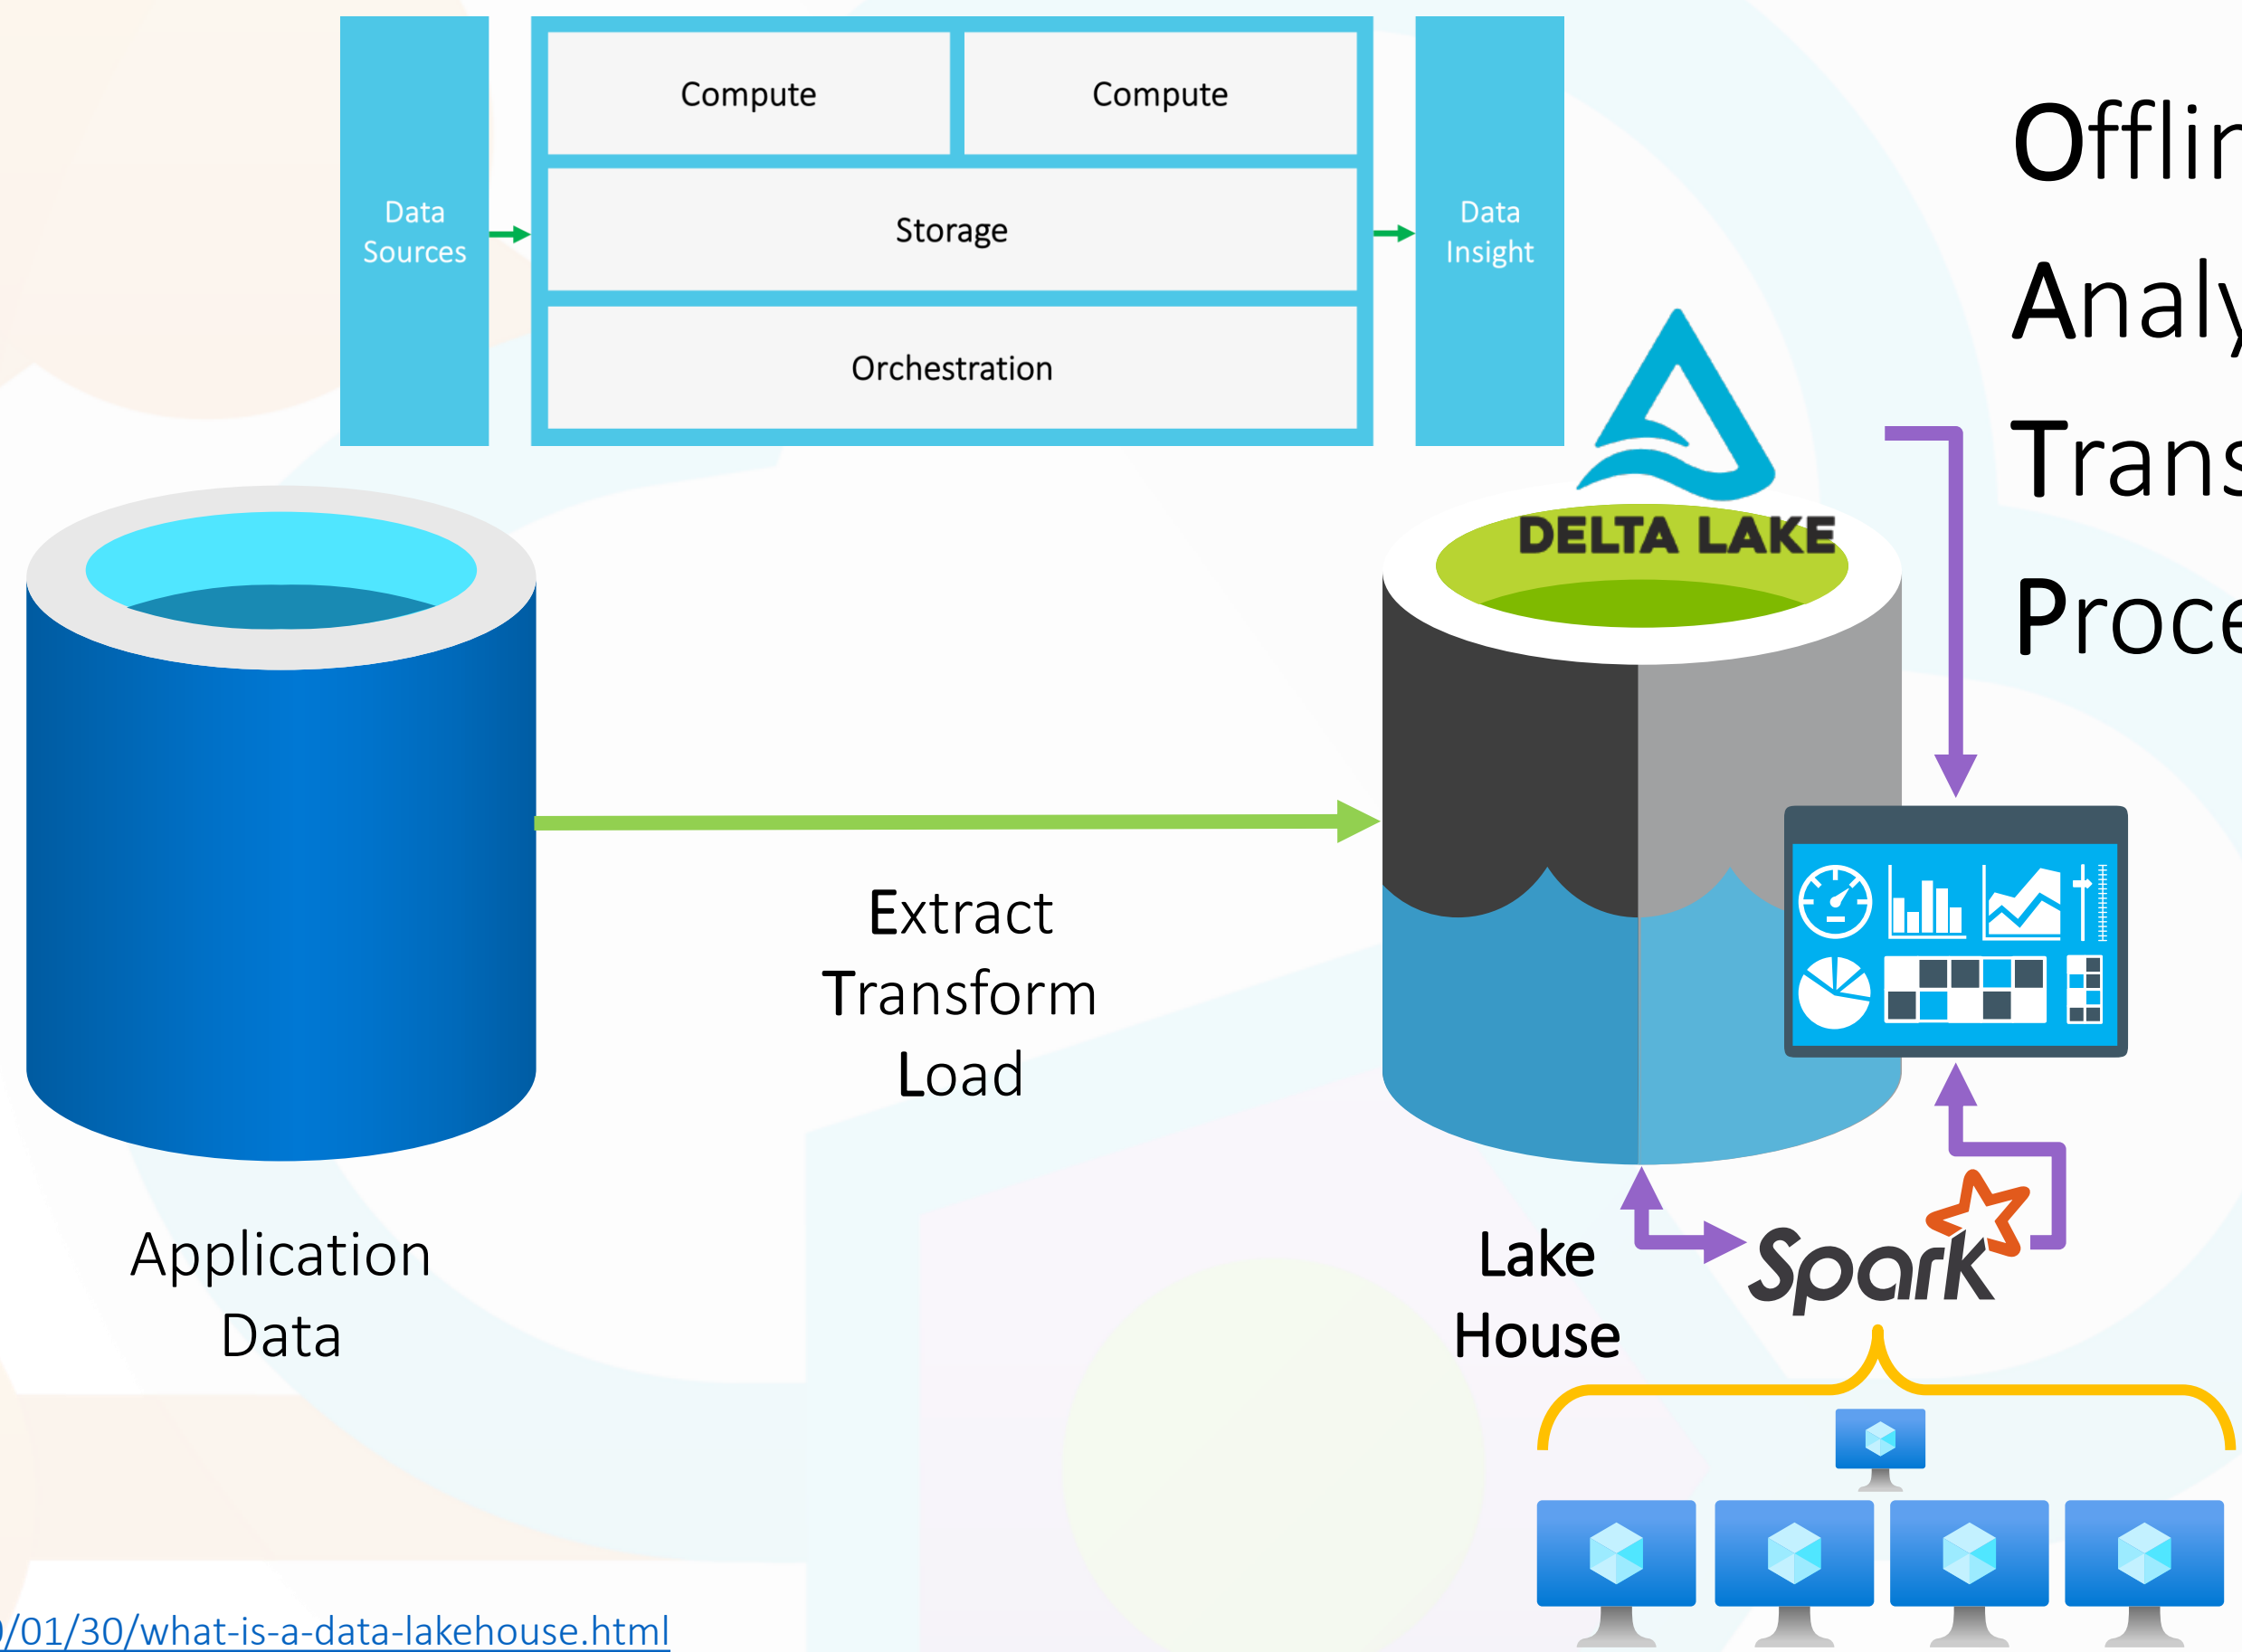 Compute
Compute
Data
Sources
Storage
Data
Insight
Orchestration
DELTA LAKE
Extract
Transform
Load
Application
Data
Lake
House
Spark
/01/30/what-is-a-data-lakehouse.html